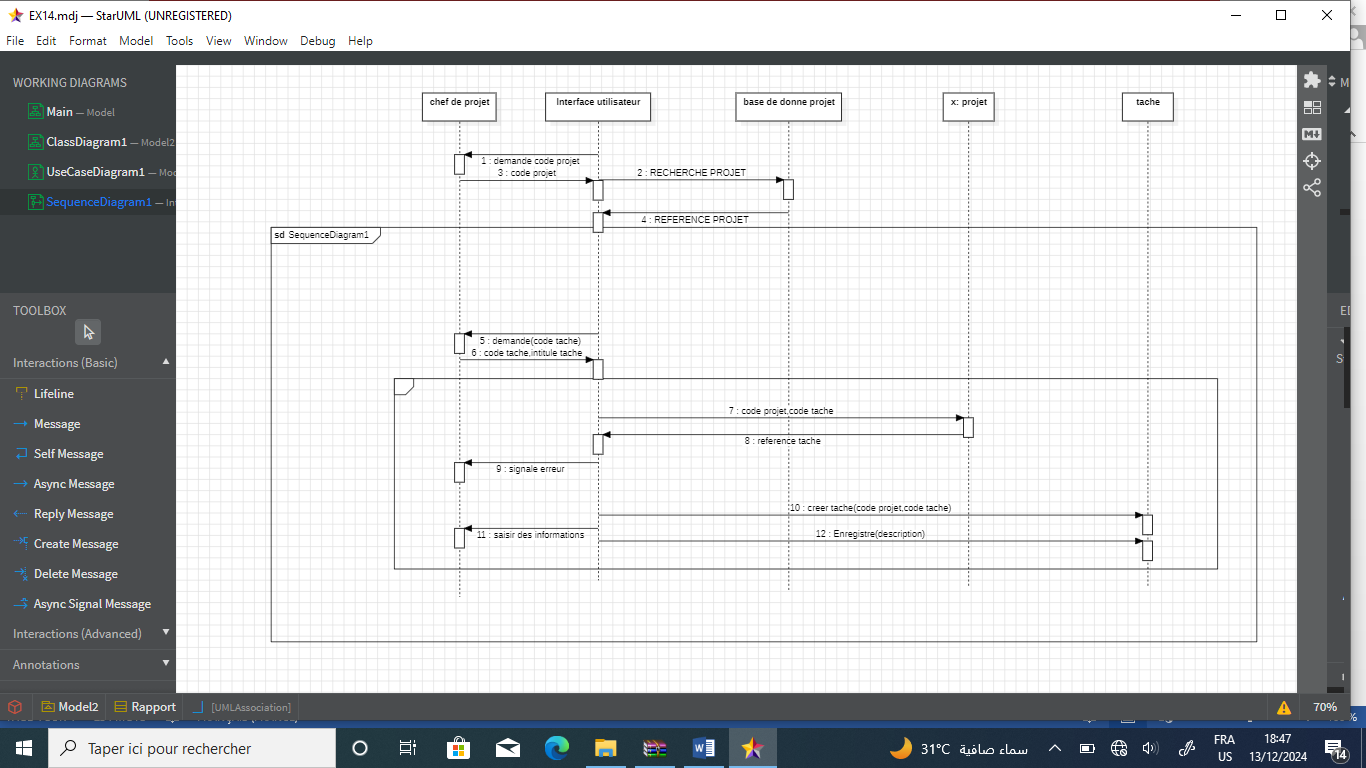 EX14.mdj — StarUML (UNREGISTERED)
File Edit Format Model Tools View Window Debug Help
WORKING DIAGRAMS
Main — Model
ClassDiagram1 — Model2
UseCaseDiagram1 — Moc
SequenceDiagram1 — In
TOOLBOX
Interactions (Basic)
Lifeline
Message
Self Message
Async Message
Reply Message
Create Message
Delete Message
Async Signal Message
Interactions (Advanced)
Annotations
chef de projet
Interface utilisateur
base de donne projet
x: projet
tache
1 : demande code projet
3 : code projet
2 : RECHERCHE PROJET
4 : REFERENCE PROJET
sd SequenceDiagram1
5 : demande(code tache)
6 : code tache,intitule tache
7 : code projet,code tache
8 : reference tache
9 : signale erreur
10 : creer tache(code projet,code tache)
11 : saisir des informations
12 : Enregistre(description)
Model2 Rapport [UMLAssociation]
70%
Taper ici pour rechercher
31°C سماء صافية
FRA
US
18:47
13/12/2024
14